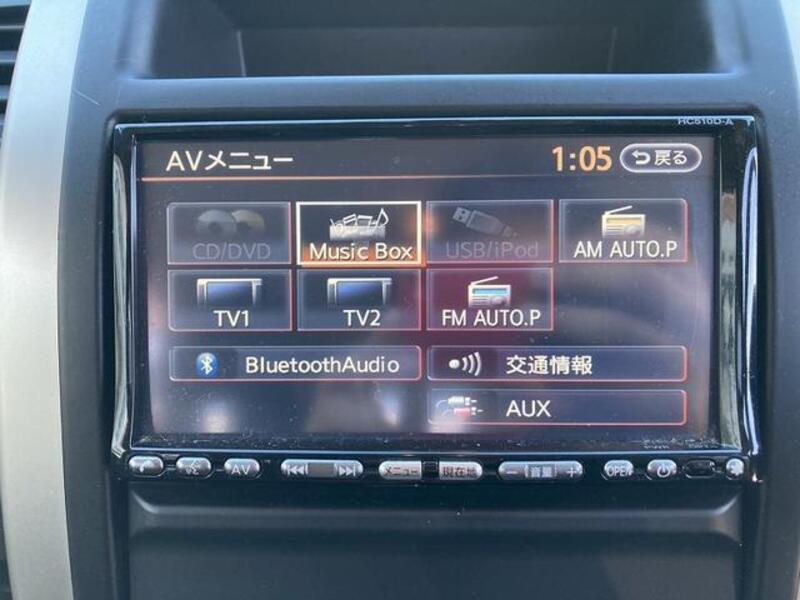 HC510D-A
AVメニュー 1:05 戻る
CD/DVD Music Box USB/iPod AM AUTO.P
TV1 TV2 FM AUTO.P
BluetoothAudio 交通情報
AUX
AV メニュー 現在地 − 音量 + OPEN